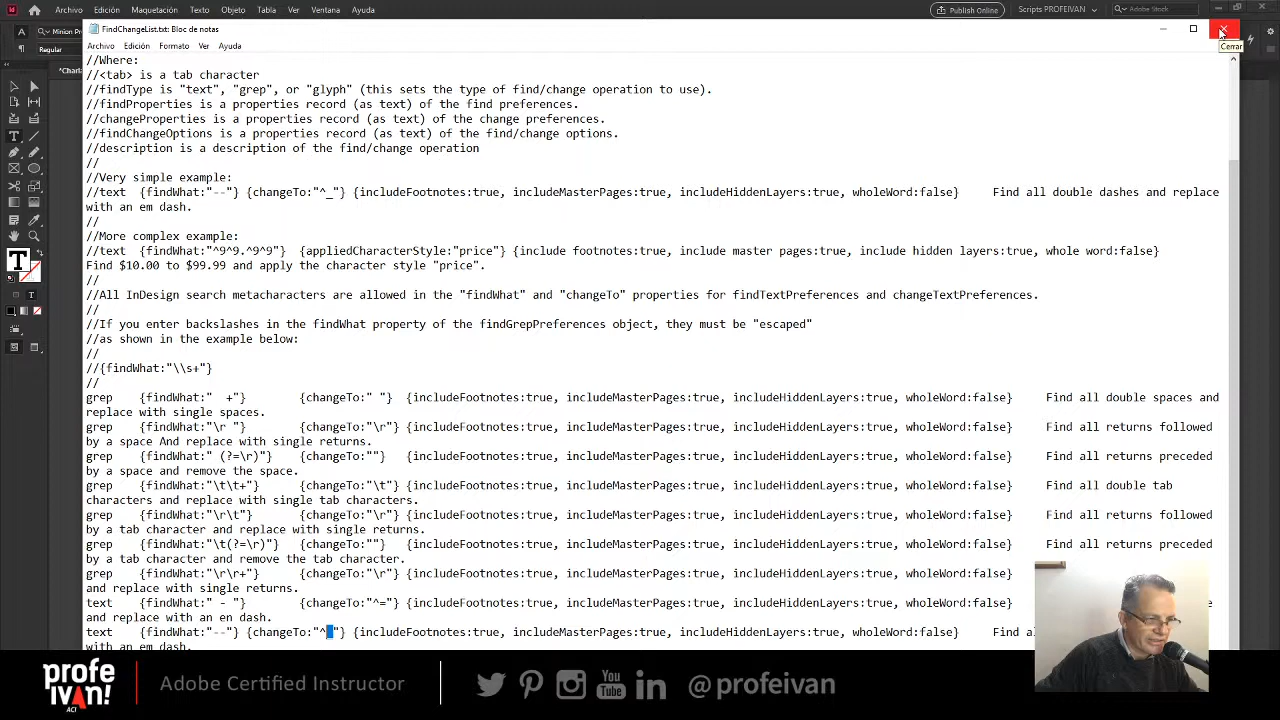 Archivo Edición Maquetación Texto Objeto Tabla Ver Ventana Ayuda Publish Online Scripts PROFEIVAN Adobe Stock
FindChangeList.txt: Bloc de notas
Cerrar
Archivo Edición Formato Ver Ayuda
Minion Pro
Regular
//Where:
//<tab> is a tab character
//findType is "text", "grep", or "glyph" (this sets the type of find/change operation to use).
//findProperties is a properties record (as text) of the find preferences.
//changeProperties is a properties record (as text) of the change preferences.
//findChangeOptions is a properties record (as text) of the find/change options.
//description is a description of the find/change operation
//
//Very simple example:
//text {findWhat:"--"} {changeTo:"^_"} {includeFootnotes:true, includeMasterPages:true, includeHiddenLayers:true, wholeWord:false} Find all double dashes and replace
with an em dash.
//
//More complex example:
//text {findWhat:"^9^9.^9^9"} {appliedCharacterStyle:"price"} {include footnotes:true, include master pages:true, include hidden layers:true, whole word:false}
Find $10.00 to $99.99 and apply the character style "price".
//
//All InDesign search metacharacters are allowed in the "findWhat" and "changeTo" properties for findTextPreferences and changeTextPreferences.
//
//If you enter backslashes in the findWhat property of the findGrepPreferences object, they must be "escaped"
//as shown in the example below:
//
//{findWhat:"\\s+"}
//
grep {findWhat:"  +"} {changeTo:" "} {includeFootnotes:true, includeMasterPages:true, includeHiddenLayers:true, wholeWord:false} Find all double spaces and
replace with single spaces.
grep {findWhat:"\r "} {changeTo:"\r"} {includeFootnotes:true, includeMasterPages:true, includeHiddenLayers:true, wholeWord:false} Find all returns followed
by a space And replace with single returns.
grep {findWhat:" (?=\r)"} {changeTo:""} {includeFootnotes:true, includeMasterPages:true, includeHiddenLayers:true, wholeWord:false} Find all returns preceded
by a space and remove the space.
grep {findWhat:"\t\t+"} {changeTo:"\t"} {includeFootnotes:true, includeMasterPages:true, includeHiddenLayers:true, wholeWord:false} Find all double tab
characters and replace with single tab characters.
grep {findWhat:"\r\t"} {changeTo:"\r"} {includeFootnotes:true, includeMasterPages:true, includeHiddenLayers:true, wholeWord:false} Find all returns followed
by a tab character and replace with single returns.
grep {findWhat:"\t(?=\r)"} {changeTo:""} {includeFootnotes:true, includeMasterPages:true, includeHiddenLayers:true, wholeWord:false} Find all returns preceded
by a tab character and remove the tab character.
grep {findWhat:"\r\r+"} {changeTo:"\r"} {includeFootnotes:true, includeMasterPages:true, includeHiddenLayers:true, wholeWord:false}
and replace with single returns.
text {findWhat:" - "} {changeTo:"^="} {includeFootnotes:true, includeMasterPages:true, includeHiddenLayers:true, wholeWord:false}
and replace with an en dash.
text {findWhat:"--"} {changeTo:"^ "} {includeFootnotes:true, includeMasterPages:true, includeHiddenLayers:true, wholeWord:false}
with an em dash.
profe
iVÁN!
ACI
Adobe Certified Instructor
You
Tube
in
@profeivan